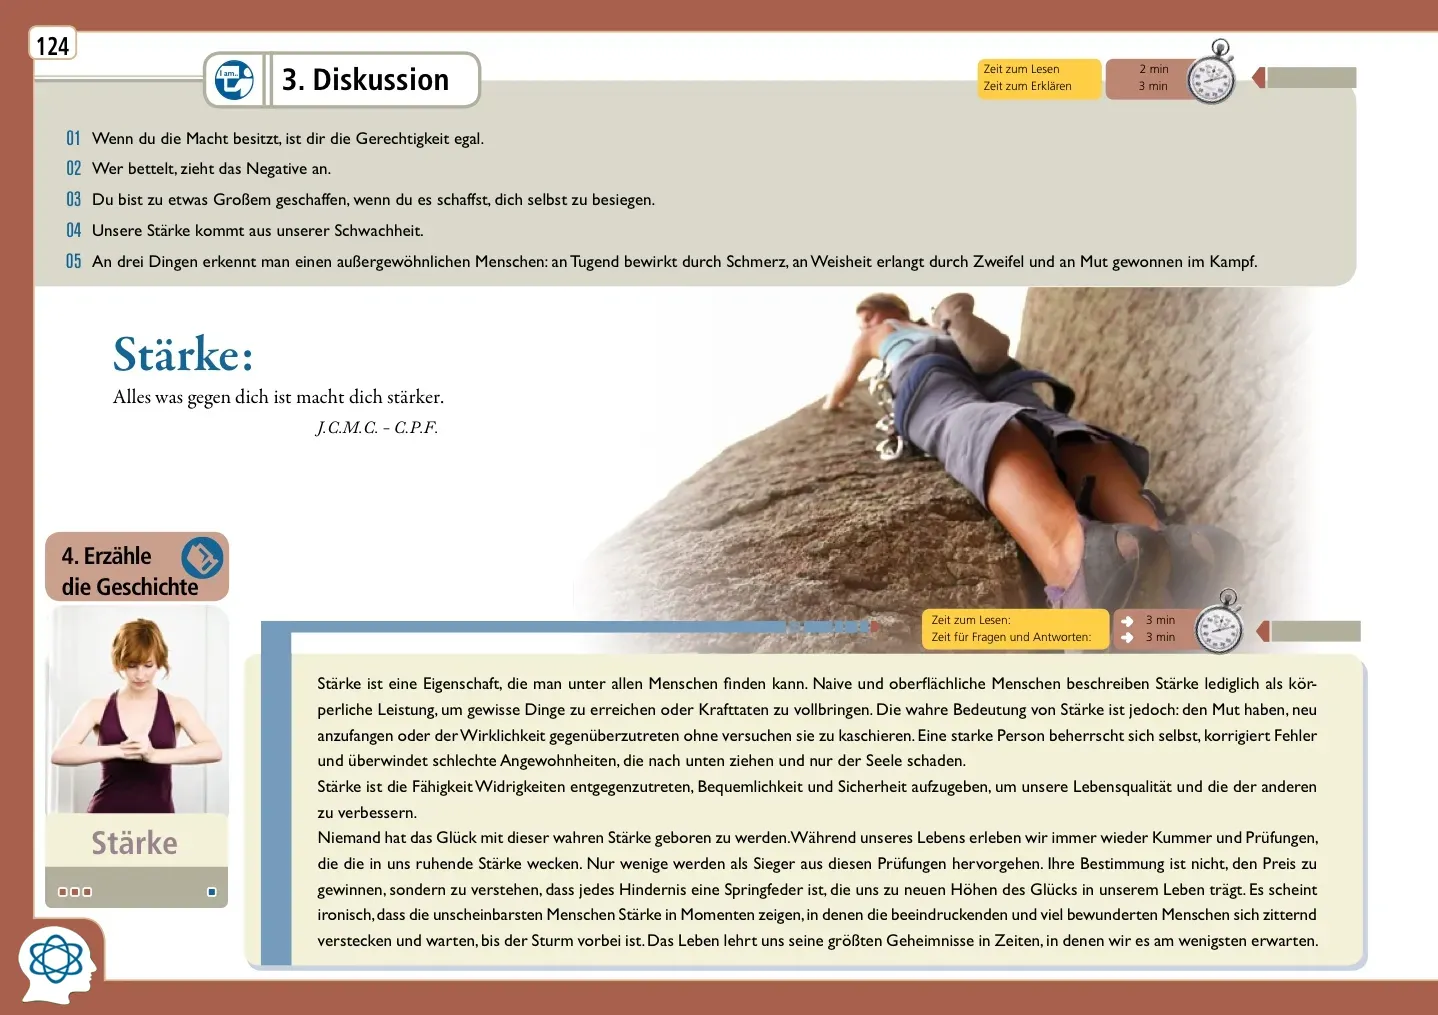 124
I am...
3. Diskussion
Zeit zum Lesen 2 min
Zeit zum Erklären 3 min
01 Wenn du die Macht besitzt, ist dir die Gerechtigkeit egal.
02 Wer bettelt, zieht das Negative an.
03 Du bist zu etwas Großem geschaffen, wenn du es schaffst, dich selbst zu besiegen.
04 Unsere Stärke kommt aus unserer Schwachheit.
05 An drei Dingen erkennt man einen außergewöhnlichen Menschen: an Tugend bewirkt durch Schmerz, an Weisheit erlangt durch Zweifel und an Mut gewonnen im Kampf.
Stärke:
Alles was gegen dich ist macht dich stärker.
J.C.M.C. - C.P.F.
4. Erzähle
die Geschichte
Stärke
Zeit zum Lesen: 3 min
Zeit für Fragen und Antworten: 3 min
Stärke ist eine Eigenschaft, die man unter allen Menschen finden kann. Naive und oberflächliche Menschen beschreiben Stärke lediglich als kör-
perliche Leistung, um gewisse Dinge zu erreichen oder Krafttaten zu vollbringen. Die wahre Bedeutung von Stärke ist jedoch: den Mut haben, neu
anzufangen oder der Wirklichkeit gegenüberzutreten ohne versuchen sie zu kaschieren. Eine starke Person beherrscht sich selbst, korrigiert Fehler
und überwindet schlechte Angewohnheiten, die nach unten ziehen und nur der Seele schaden.
Stärke ist die Fähigkeit Widrigkeiten entgegenzutreten, Bequemlichkeit und Sicherheit aufzugeben, um unsere Lebensqualität und die der anderen
zu verbessern.
Niemand hat das Glück mit dieser wahren Stärke geboren zu werden. Während unseres Lebens erleben wir immer wieder Kummer und Prüfungen,
die die in uns ruhende Stärke wecken. Nur wenige werden als Sieger aus diesen Prüfungen hervorgehen. Ihre Bestimmung ist nicht, den Preis zu
gewinnen, sondern zu verstehen, dass jedes Hindernis eine Springfeder ist, die uns zu neuen Höhen des Glücks in unserem Leben trägt. Es scheint
ironisch, dass die unscheinbarsten Menschen Stärke in Momenten zeigen, in denen die beeindruckenden und viel bewunderten Menschen sich zitternd
verstecken und warten, bis der Sturm vorbei ist. Das Leben lehrt uns seine größten Geheimnisse in Zeiten, in denen wir es am wenigsten erwarten.